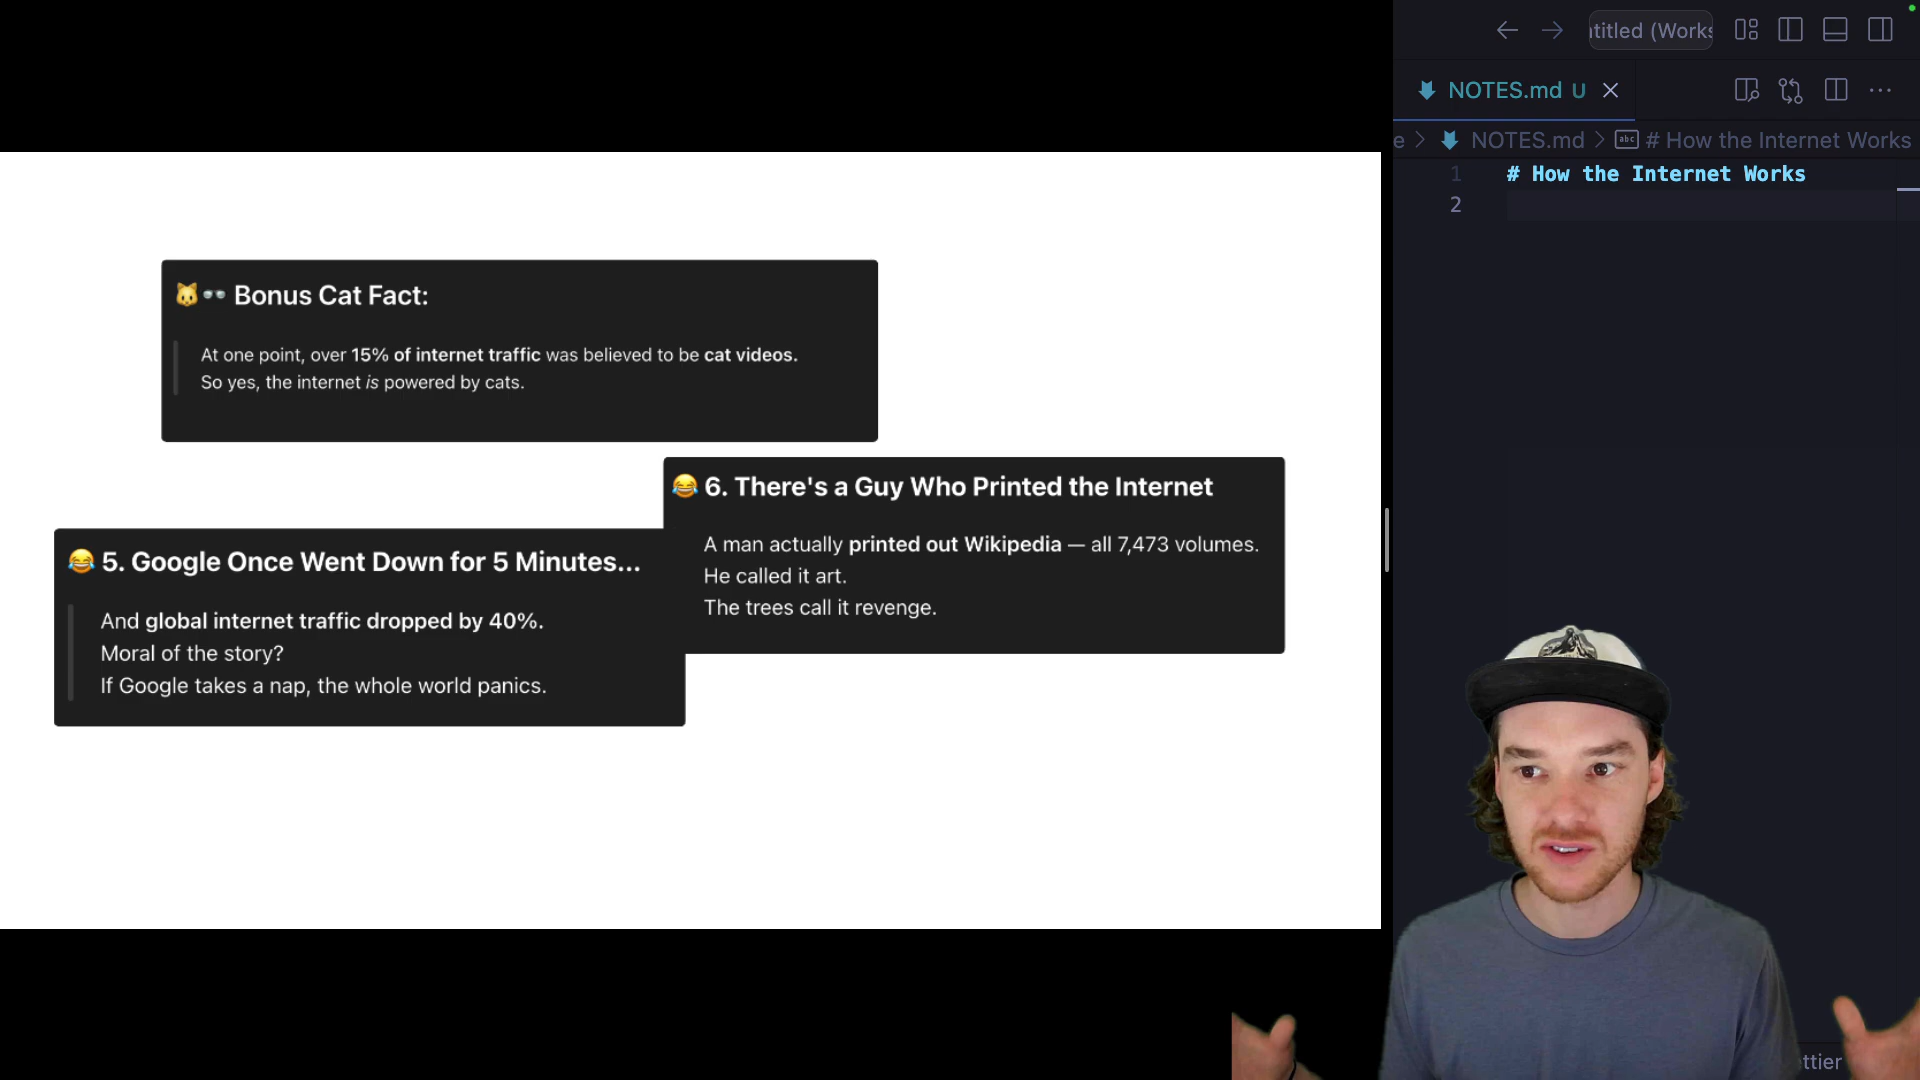 🐱👓 Bonus Cat Fact:
At one point, over 15% of internet traffic was believed to be cat videos.
So yes, the internet is powered by cats.
😂 6. There's a Guy Who Printed the Internet
A man actually printed out Wikipedia — all 7,473 volumes.
He called it art.
The trees call it revenge.
😂 5. Google Once Went Down for 5 Minutes...
And global internet traffic dropped by 40%.
Moral of the story?
If Google takes a nap, the whole world panics.
ntitled (Works
NOTES.md U
e > NOTES.md > abc # How the Internet Works
1 # How the Internet Works
2
ttier